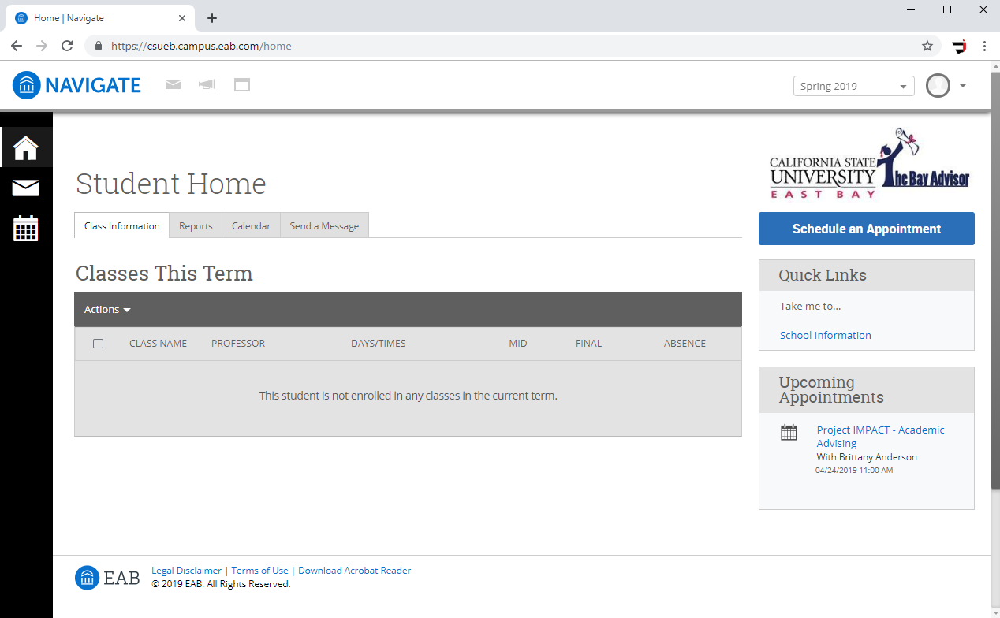 Home | Navigate
https://csueb.campus.eab.com/home
NAVIGATE
Spring 2019
CALIFORNIA STATE
UNIVERSITY
EAST BAY
The Bay Advisor
Student Home
Class Information
Reports
Calendar
Send a Message
Schedule an Appointment
Classes This Term
Actions
CLASS NAME
PROFESSOR
DAYS/TIMES
MID
FINAL
ABSENCE
This student is not enrolled in any classes in the current term.
Quick Links
Take me to...
School Information
Upcoming
Appointments
Project IMPACT - Academic
Advising
With Brittany Anderson
04/24/2019 11:00 AM
EAB
Legal Disclaimer | Terms of Use | Download Acrobat Reader
© 2019 EAB. All Rights Reserved.